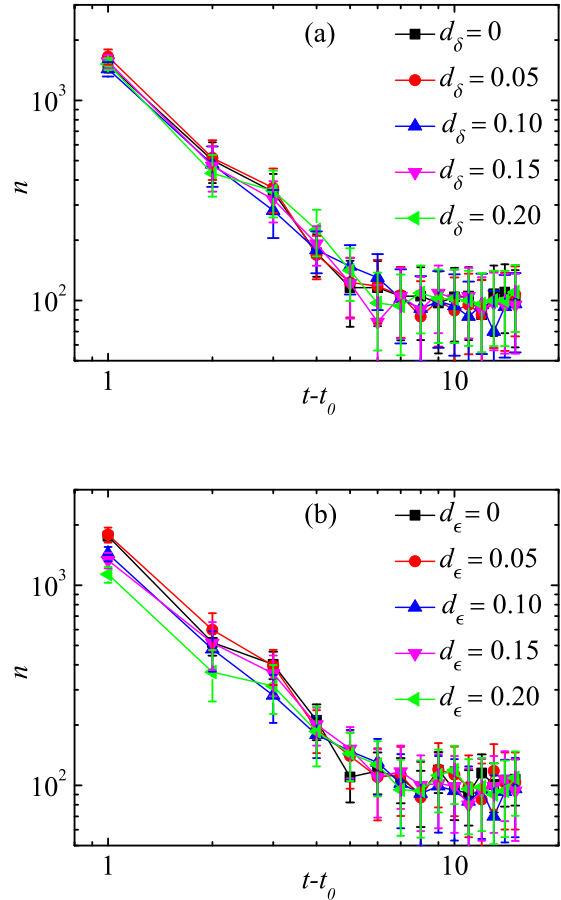 (a)
d_δ = 0
d_δ = 0.05
d_δ = 0.10
d_δ = 0.15
d_δ = 0.20
10^3
10^2
n
1
10
t-t_0
(b)
d_ϵ = 0
d_ϵ = 0.05
d_ϵ = 0.10
d_ϵ = 0.15
d_ϵ = 0.20
10^3
10^2
n
1
10
t-t_0